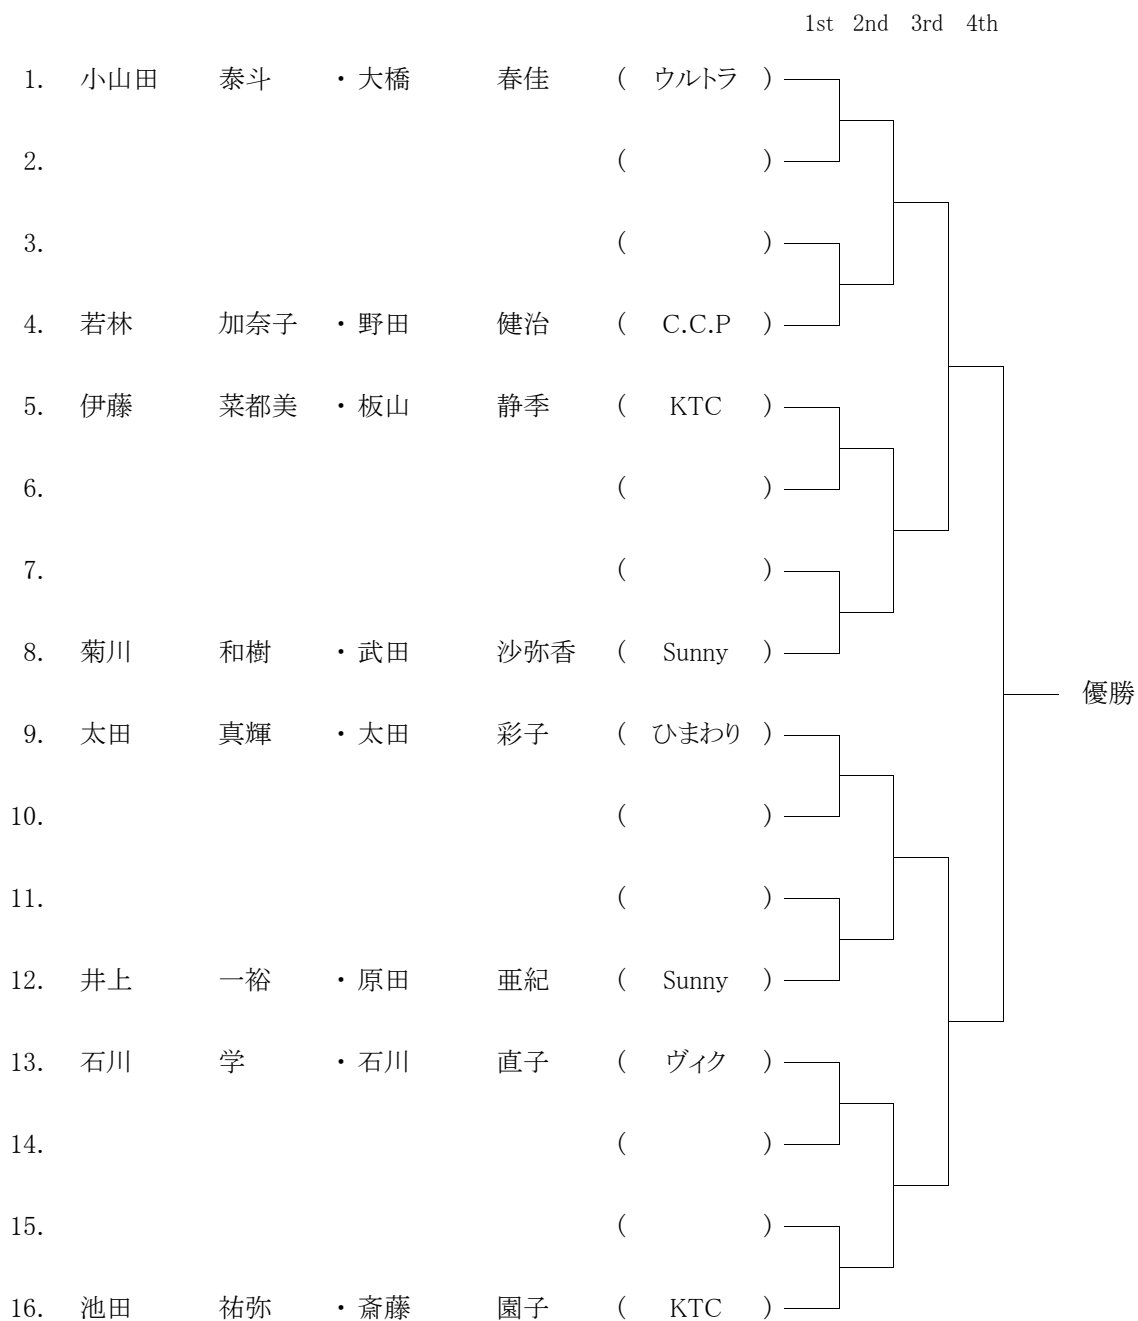 1st 2nd 3rd 4th
1. 小山田 泰斗 ・ 大橋 春佳 ( ウルトラ )
2. ( )
3. ( )
4. 若林 加奈子 ・ 野田 健治 ( C.C.P )
5. 伊藤 菜都美 ・ 板山 静季 ( KTC )
6. ( )
7. ( )
8. 菊川 和樹 ・ 武田 沙弥香 ( Sunny )
優勝
9. 太田 真輝 ・ 太田 彩子 ( ひまわり )
10. ( )
11. ( )
12. 井上 一裕 ・ 原田 亜紀 ( Sunny )
13. 石川 学 ・ 石川 直子 ( ヴィク )
14. ( )
15. ( )
16. 池田 祐弥 ・ 斎藤 園子 ( KTC )